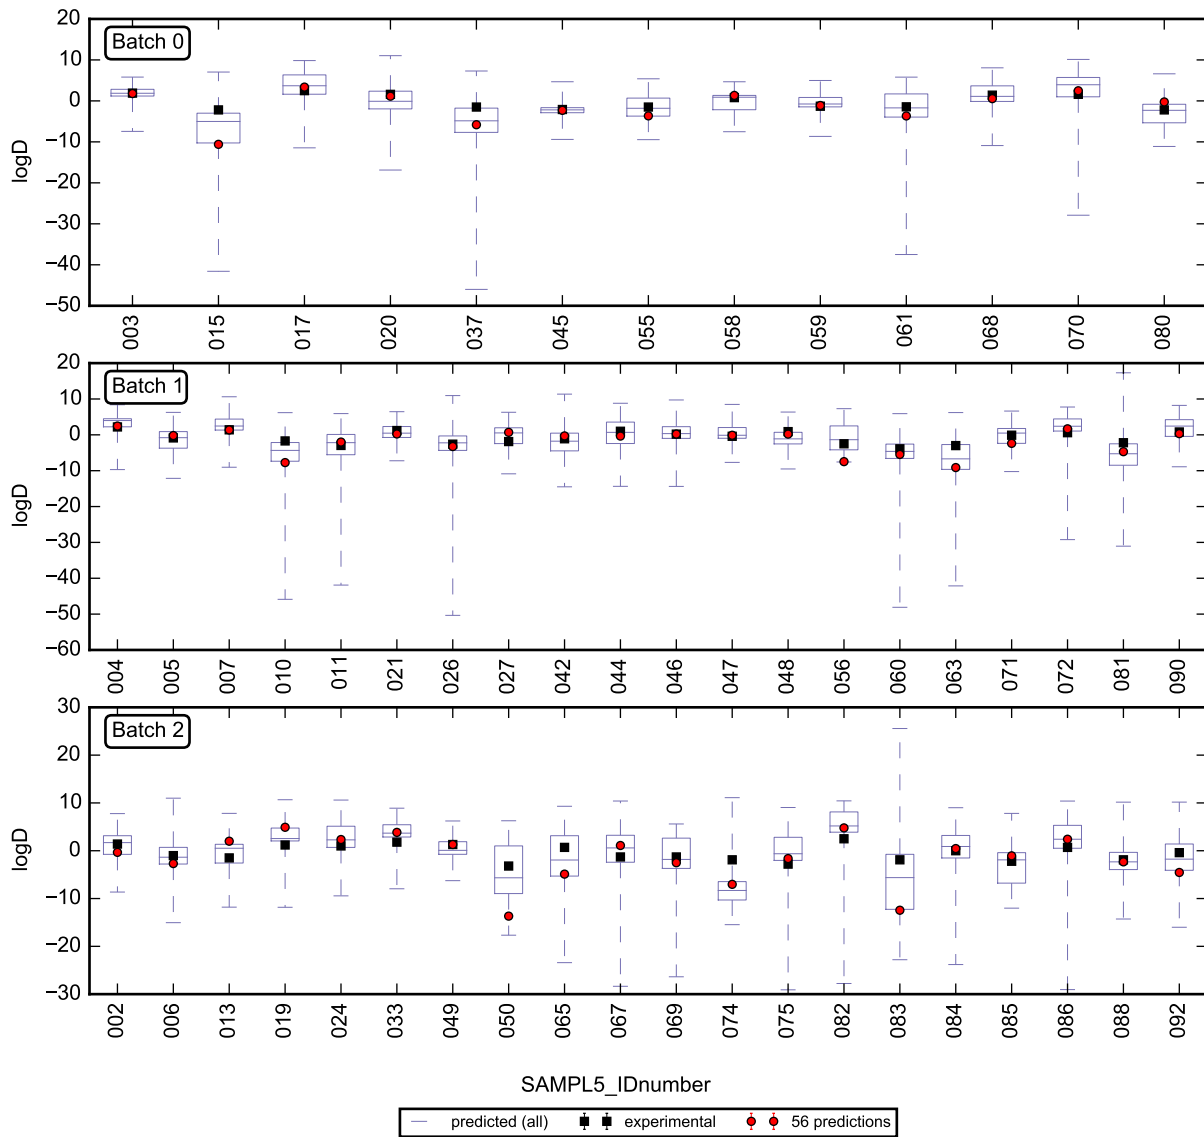 20
Batch 0
10
0
−10
−20
−30
−40
−50
logD
003 015 017 020 037 045 055 058 059 061 068 070 080
20
Batch 1
10
0
−10
−20
−30
−40
−50
−60
logD
004 005 007 010 011 021 026 027 042 044 046 047 048 056 060 063 071 072 081 090
30
Batch 2
20
10
0
−10
−20
−30
logD
002 006 013 019 024 033 049 050 065 067 069 074 075 082 083 084 085 086 088 092
SAMPL5_IDnumber
predicted (all) experimental 56 predictions